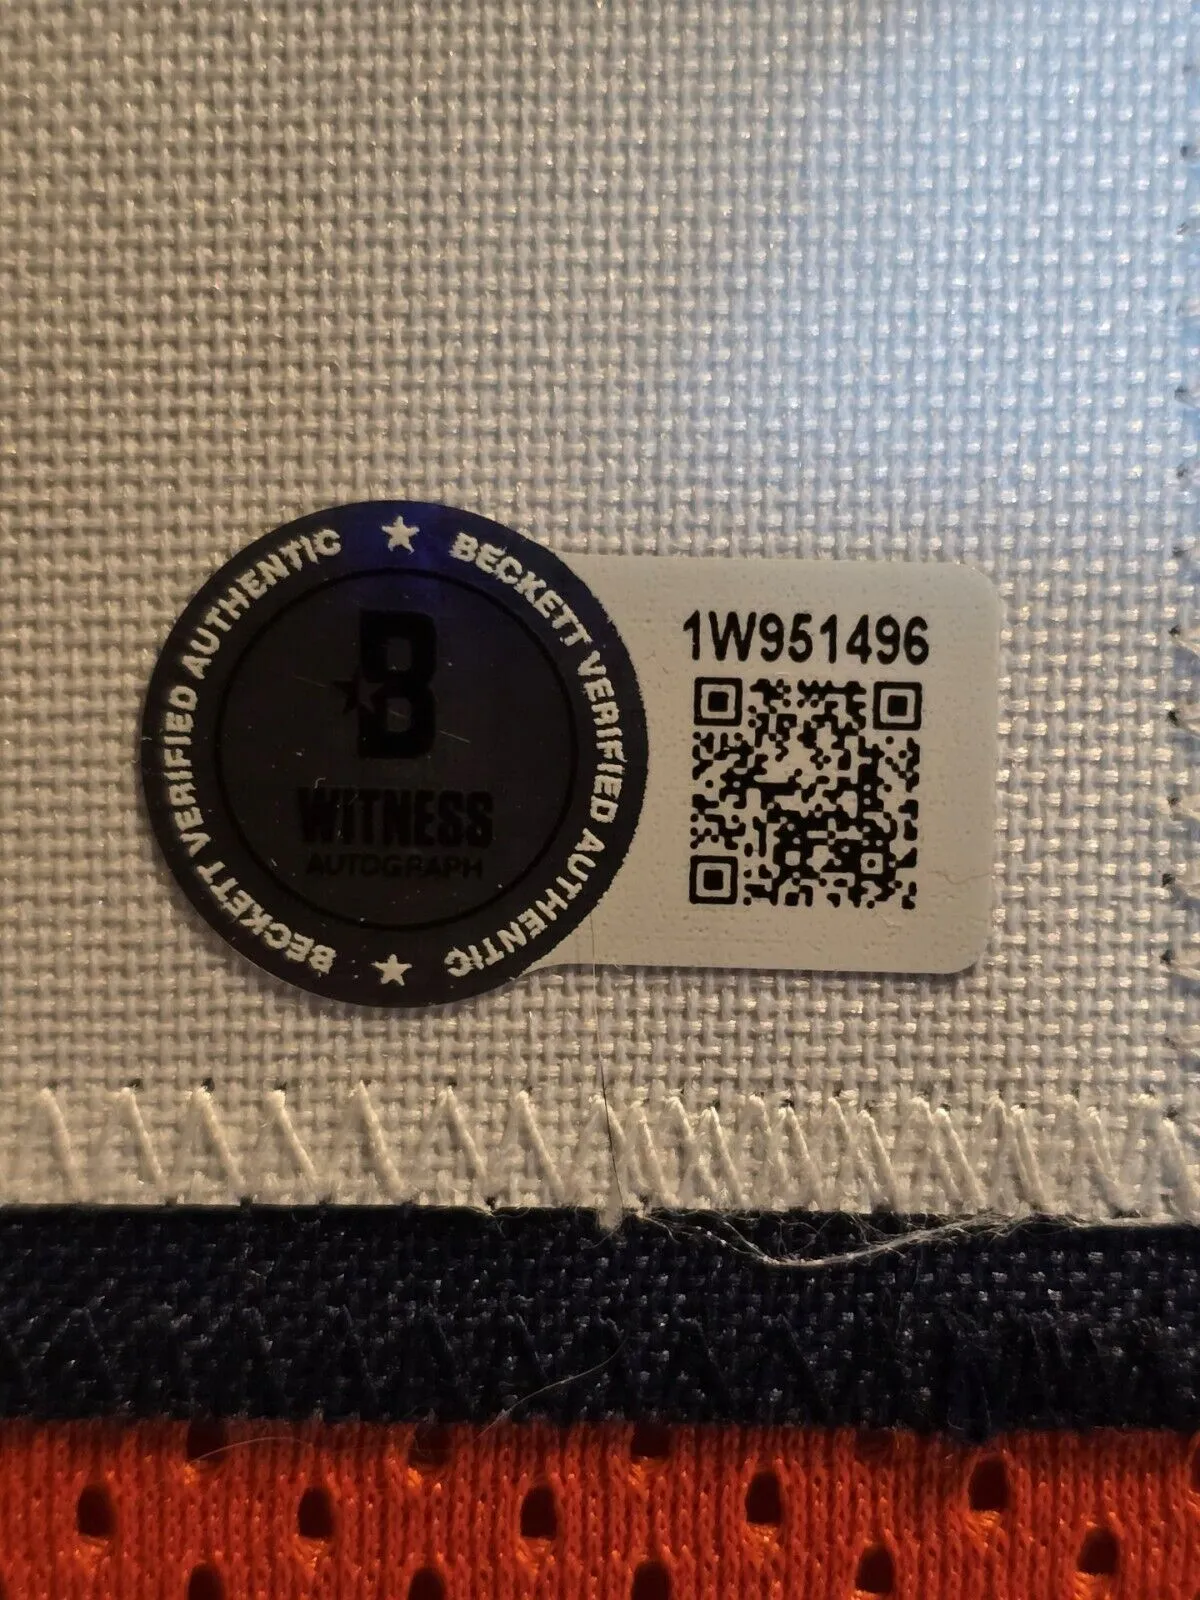 BECKETT VERIFIED AUTHENTIC ★ BECKETT VERIFIED AUTHENTIC ★
B
WITNESS
AUTOGRAPH
1W951496